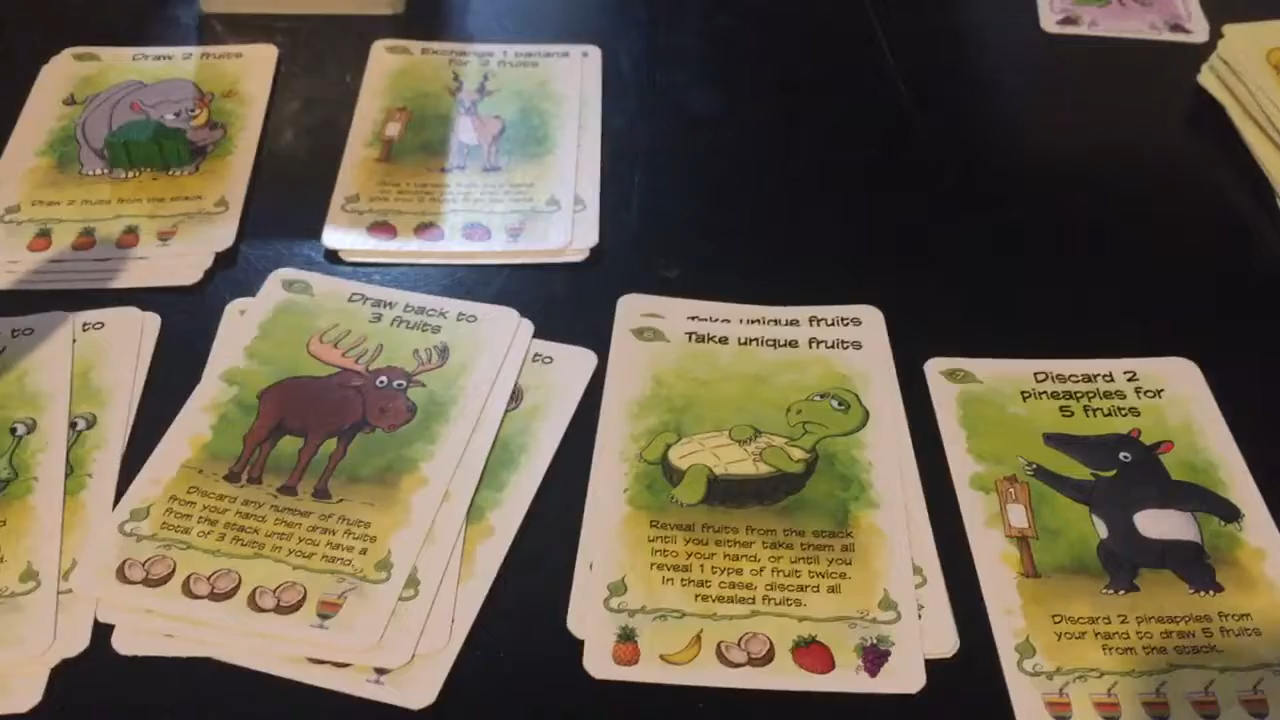 Draw 2 fruits
Draw 2 fruits from the stack.
Exchange 1 banana
for 2 fruits
to
to
Draw back to
3 fruits
Discard any number of fruits
from your hand, then draw fruits
from the stack until you have a
total of 3 fruits in your hand.
to
Take unique fruits
Take unique fruits
Reveal fruits from the stack
until you either take them all
into your hand, or until you
reveal 1 type of fruit twice.
In that case, discard all
revealed fruits.
Discard 2
pineapples for
5 fruits
1
Discard 2 pineapples from
your hand to draw 5 fruits
from the stack.